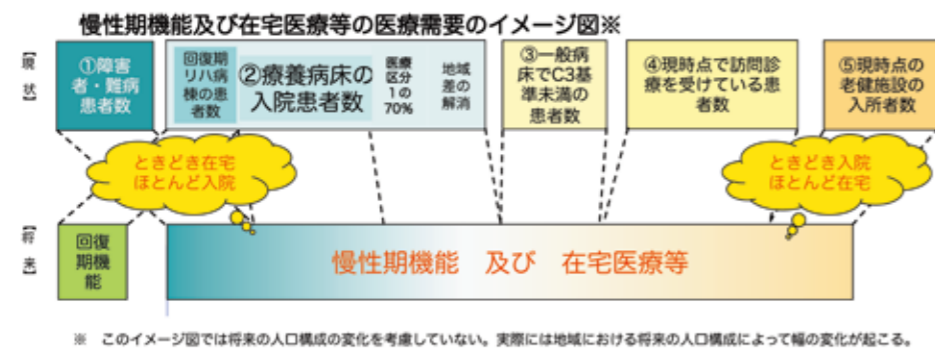 慢性期機能及び在宅医療等の医療需要のイメージ図※
【現状】
①障害
者・難病
患者数
回復期
リハ病
棟の患
者数
②療養病床の
入院患者数
医療
区分
1の
70%
地域
差の
解消
③一般病
床でC3基
準未満の
患者数
④現時点で訪問診
療を受けている患
者数
⑤現時点の
老健施設の
入所者数
ときどき在宅
ほとんど入院
ときどき入院
ほとんど在宅
【将来】
回復
期機
能
慢性期機能 及び 在宅医療等
※ このイメージ図では将来の人口構成の変化を考慮していない。実際には地域における将来の人口構成によって幅の変化が起こる。